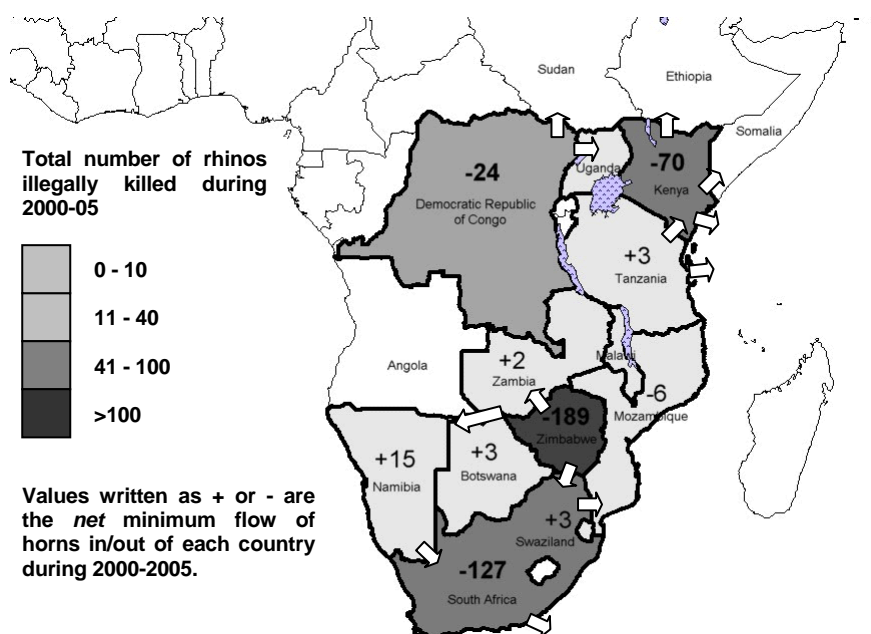 Sudan
Ethiopia
Somalia
Total number of rhinos
illegally killed during
2000-05
0 - 10
11 - 40
41 - 100
>100
Values written as + or - are
the net minimum flow of
horns in/out of each country
during 2000-2005.
-24
Democratic Republic
of Congo
Uganda
-70
Kenya
+3
Tanzania
Angola
+2
Zambia
Malawi
-6
Mozambique
-189
Zimbabwe
+15
Namibia
+3
Botswana
+3
Swaziland
-127
South Africa